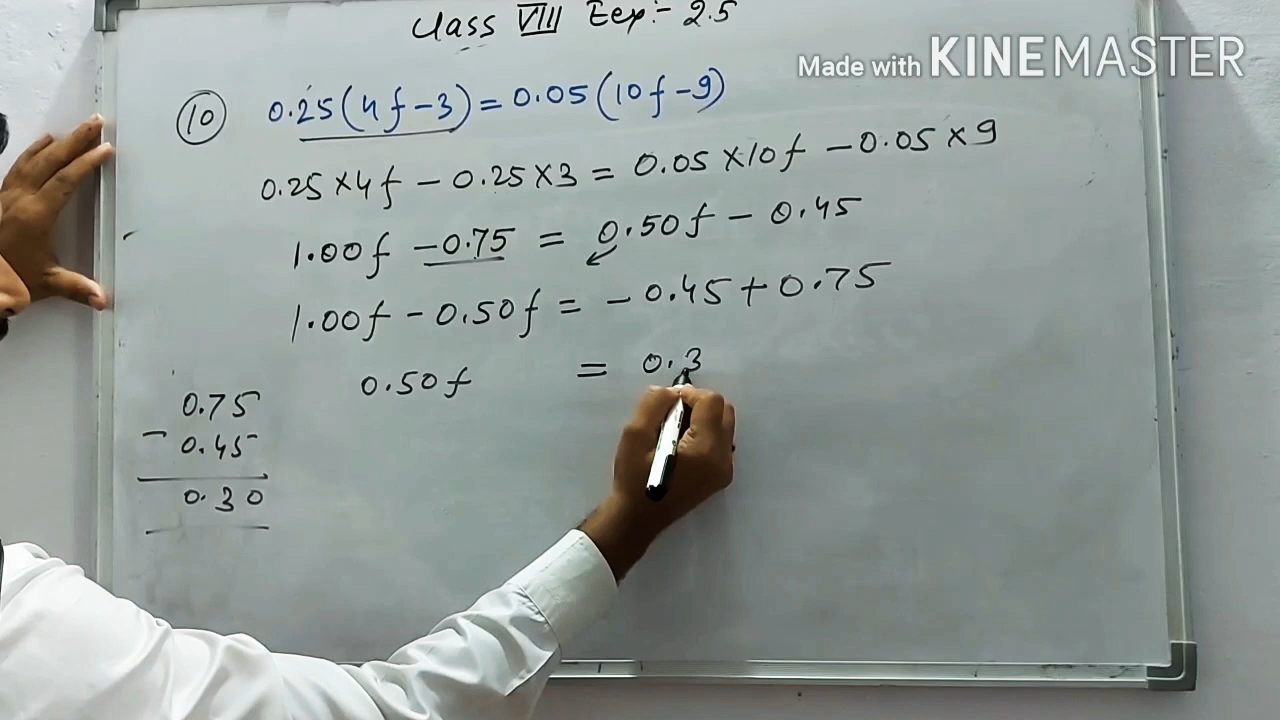 Class VIII Eex:- 2.5
Made with KINEMASTER
(10) 0.25(4f-3)=0.05(10f-9)
0.25×4f - 0.25×3 = 0.05×10f - 0.05×9
1.00f -0.75 = 0.50f - 0.45
1.00f - 0.50f = -0.45+0.75
0.50f = 0.3
0.75
- 0.45
0.30